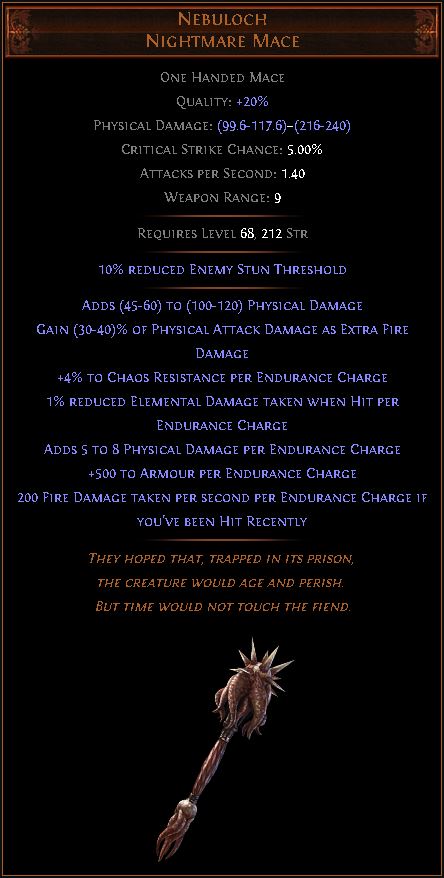 Nebuloch
Nightmare Mace
One Handed Mace
Quality: +20%
Physical Damage: (99.6-117.6)–(216-240)
Critical Strike Chance: 5.00%
Attacks per Second: 1.40
Weapon Range: 9
Requires Level 68, 212 Str
10% reduced Enemy Stun Threshold
Adds (45-60) to (100-120) Physical Damage
Gain (30-40)% of Physical Attack Damage as Extra Fire
Damage
+4% to Chaos Resistance per Endurance Charge
1% reduced Elemental Damage taken when Hit per
Endurance Charge
Adds 5 to 8 Physical Damage per Endurance Charge
+500 to Armour per Endurance Charge
200 Fire Damage taken per second per Endurance Charge if
you've been Hit Recently
They hoped that, trapped in its prison,
the creature would age and perish.
But time would not touch the fiend.